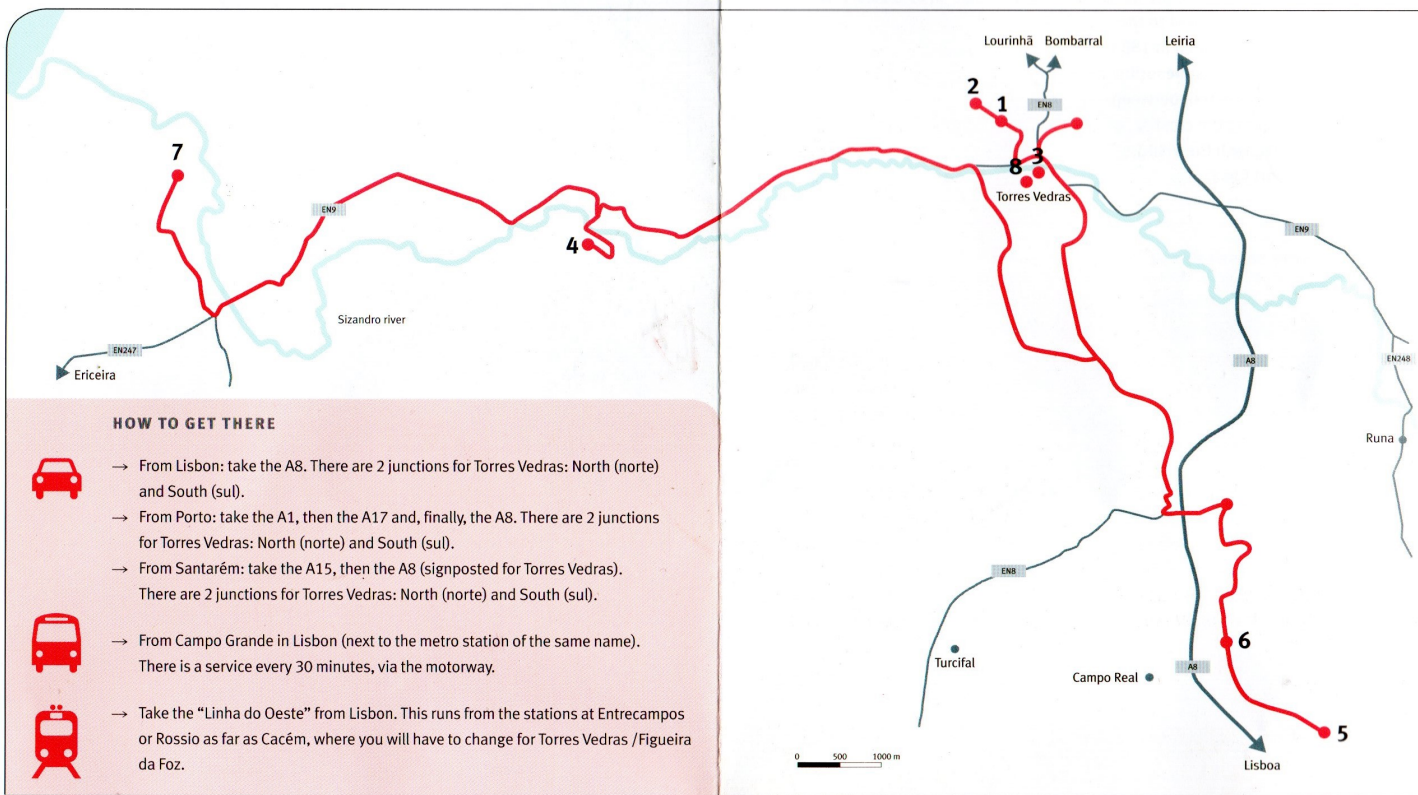 Lourinhã Bombarral
Leiria
2
1
EN8
7
8
3
Torres Vedras
EN9
4
EN9
Sizandro river
EN247
Ericeira
A8
EN248
Runa
HOW TO GET THERE
→ From Lisbon: take the A8. There are 2 junctions for Torres Vedras: North (norte)
and South (sul).
→ From Porto: take the A1, then the A17 and, finally, the A8. There are 2 junctions
for Torres Vedras: North (norte) and South (sul).
→ From Santarém: take the A15, then the A8 (signposted for Torres Vedras).
There are 2 junctions for Torres Vedras: North (norte) and South (sul).
→ From Campo Grande in Lisbon (next to the metro station of the same name).
There is a service every 30 minutes, via the motorway.
→ Take the “Linha do Oeste” from Lisbon. This runs from the stations at Entrecampos
or Rossio as far as Cacém, where you will have to change for Torres Vedras /Figueira
da Foz.
EN8
6
Turcifal
Campo Real
A8
5
0 500 1000 m
Lisboa